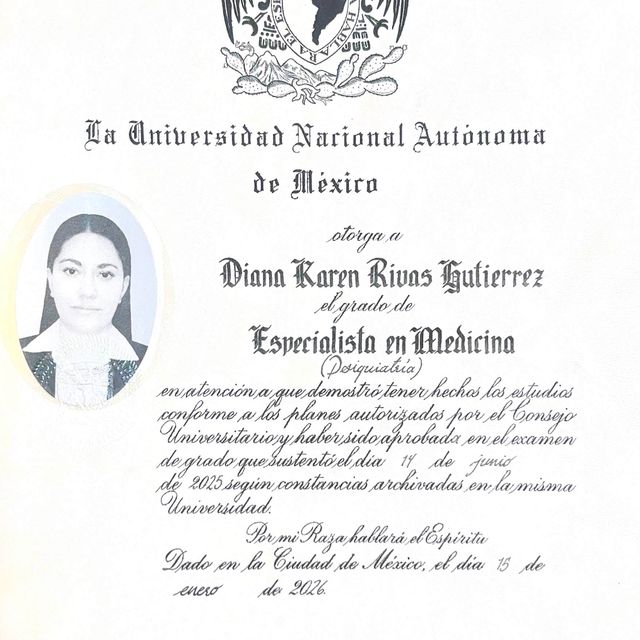 HABLARA EL ES
La Universidad Nacional Autónoma
de México
otorga a
Diana Karen Rivas Gutierrez
el grado de
Especialista en Medicina
(Psiquiatría)
en atención a que demostró tener hechos los estudios
conforme a los planes autorizados por el Consejo
Universitario y haber sido aprobada en el examen
de grado que sustentó el día 14 de junio
de 2025 según constancias archivadas en la misma
Universidad.
Por mi Raza hablará el Espíritu
Dado en la Ciudad de México, el día 15 de
enero de 2026.